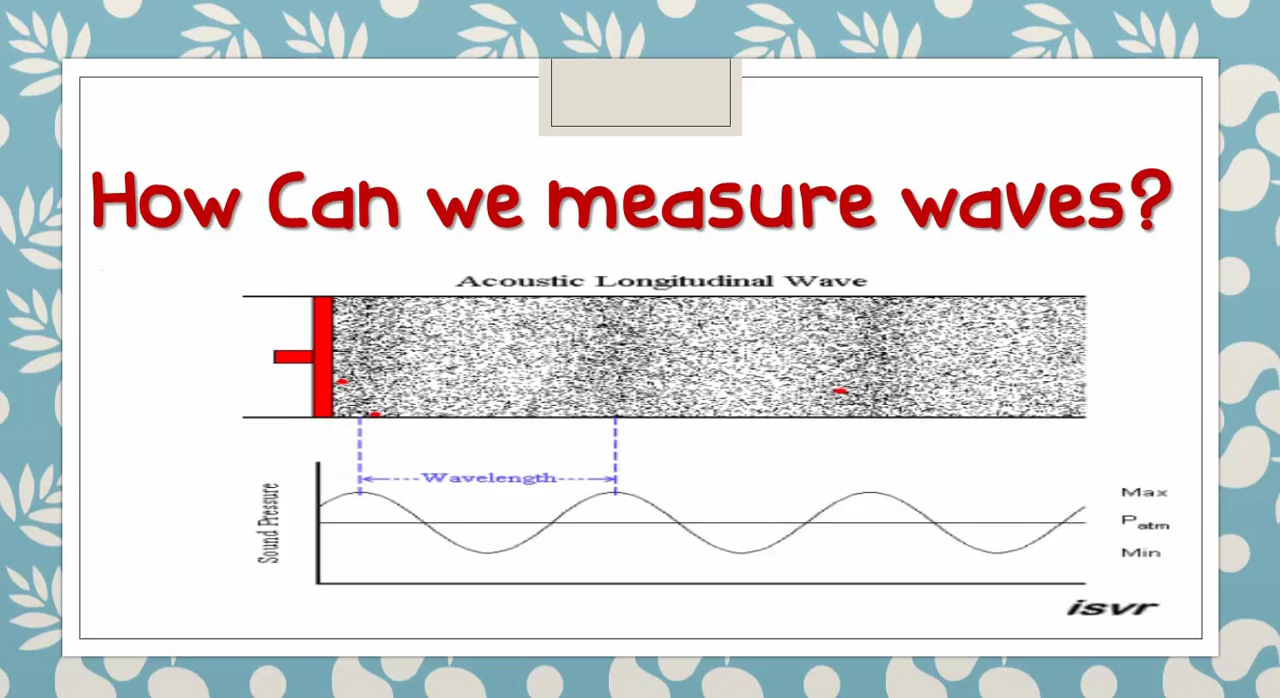 How Can we measure waves?
Acoustic Longitudinal Wave
Wavelength
Sound Pressure
Max
Patm
Min
isvr